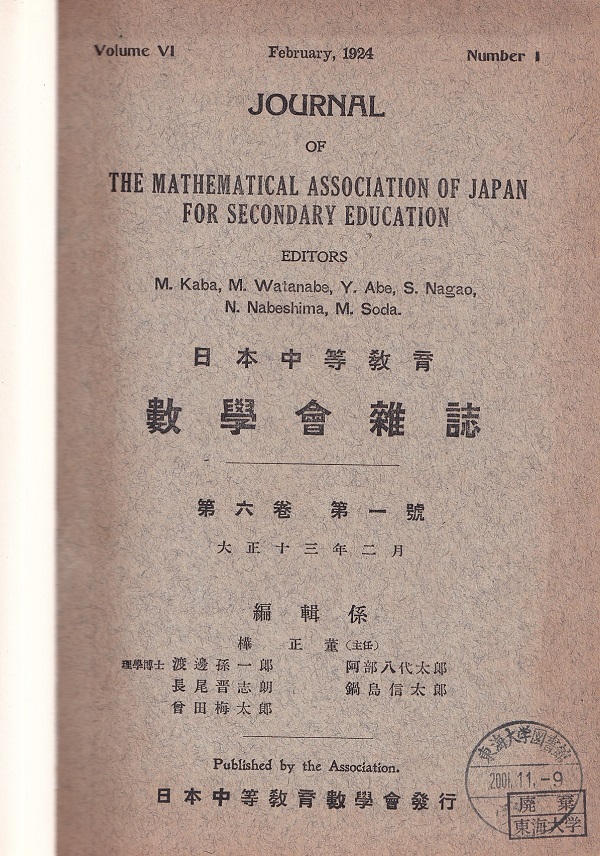 Volume VI February, 1924 Number 1
JOURNAL
OF
THE MATHEMATICAL ASSOCIATION OF JAPAN
FOR SECONDARY EDUCATION
EDITORS
M. Kaba, M. Watanabe, Y. Abe, S. Nagao,
N. Nabeshima, M. Soda.
日本中等教育
數學會雜誌
第六卷 第一號
大正十三年二月
編輯係
樺正董(主任)
理學博士 渡邊孫一郎 阿部八代太郎
長尾晋志朗 鍋島信太郎
曾田梅太郎
Published by the Association.
日本中等教育數學會發行
東海大学図書館
2001.11.-9
廃棄
東海大学